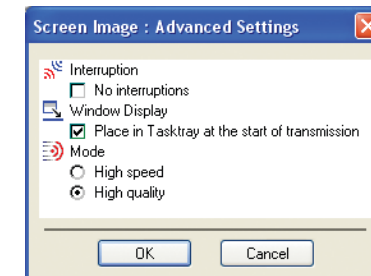 Screen Image : Advanced Settings
Interruption
No interruptions
Window Display
Place in Tasktray at the start of transmission
Mode
High speed
High quality
OK Cancel